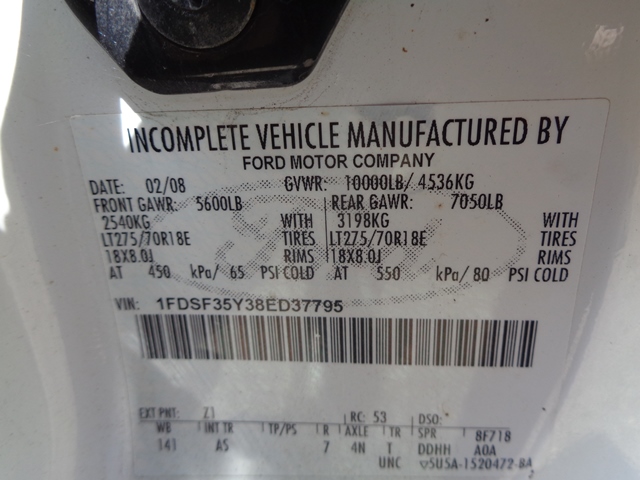 INCOMPLETE VEHICLE MANUFACTURED BY
FORD MOTOR COMPANY
DATE: 02/08 GVWR: 10000LB/ 4536KG
FRONT GAWR: 5600LB REAR GAWR: 7050LB
2540KG WITH 3198KG WITH
LT275/70R18E TIRES LT275/70R18E TIRES
18X8.0J RIMS 18X8.0J RIMS
AT 450 kPa/ 65 PSI COLD AT 550 kPa/ 80 PSI COLD
VIN: 1FDSF35Y38ED37795
EXT PNT: Z1 RC: 53 DSO:
WB INT TR TP/PS R AXLE TR SPR 8F718
141 AS 7 4N T DDHH A0A
UNC 5U5A-1520472-BA